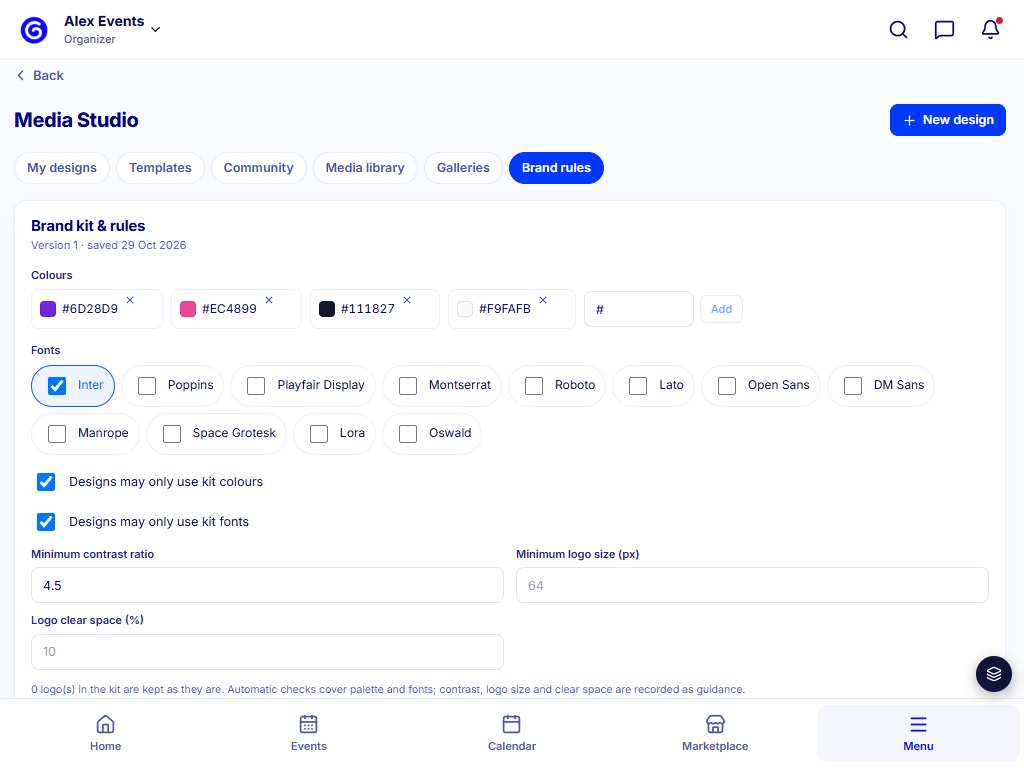 Alex Events
Organizer
Back
Media Studio
New design
My designs
Templates
Community
Media library
Galleries
Brand rules
Brand kit & rules
Version 1 · saved 29 Oct 2026
Colours
#6D28D9
#EC4899
#111827
#F9FAFB
#
Add
Fonts
Inter
Poppins
Playfair Display
Montserrat
Roboto
Lato
Open Sans
DM Sans
Manrope
Space Grotesk
Lora
Oswald
Designs may only use kit colours
Designs may only use kit fonts
Minimum contrast ratio
Minimum logo size (px)
4.5
64
Logo clear space (%)
10
0 logo(s) in the kit are kept as they are. Automatic checks cover palette and fonts; contrast, logo size and clear space are recorded as guidance.
Home
Events
Calendar
Marketplace
Menu